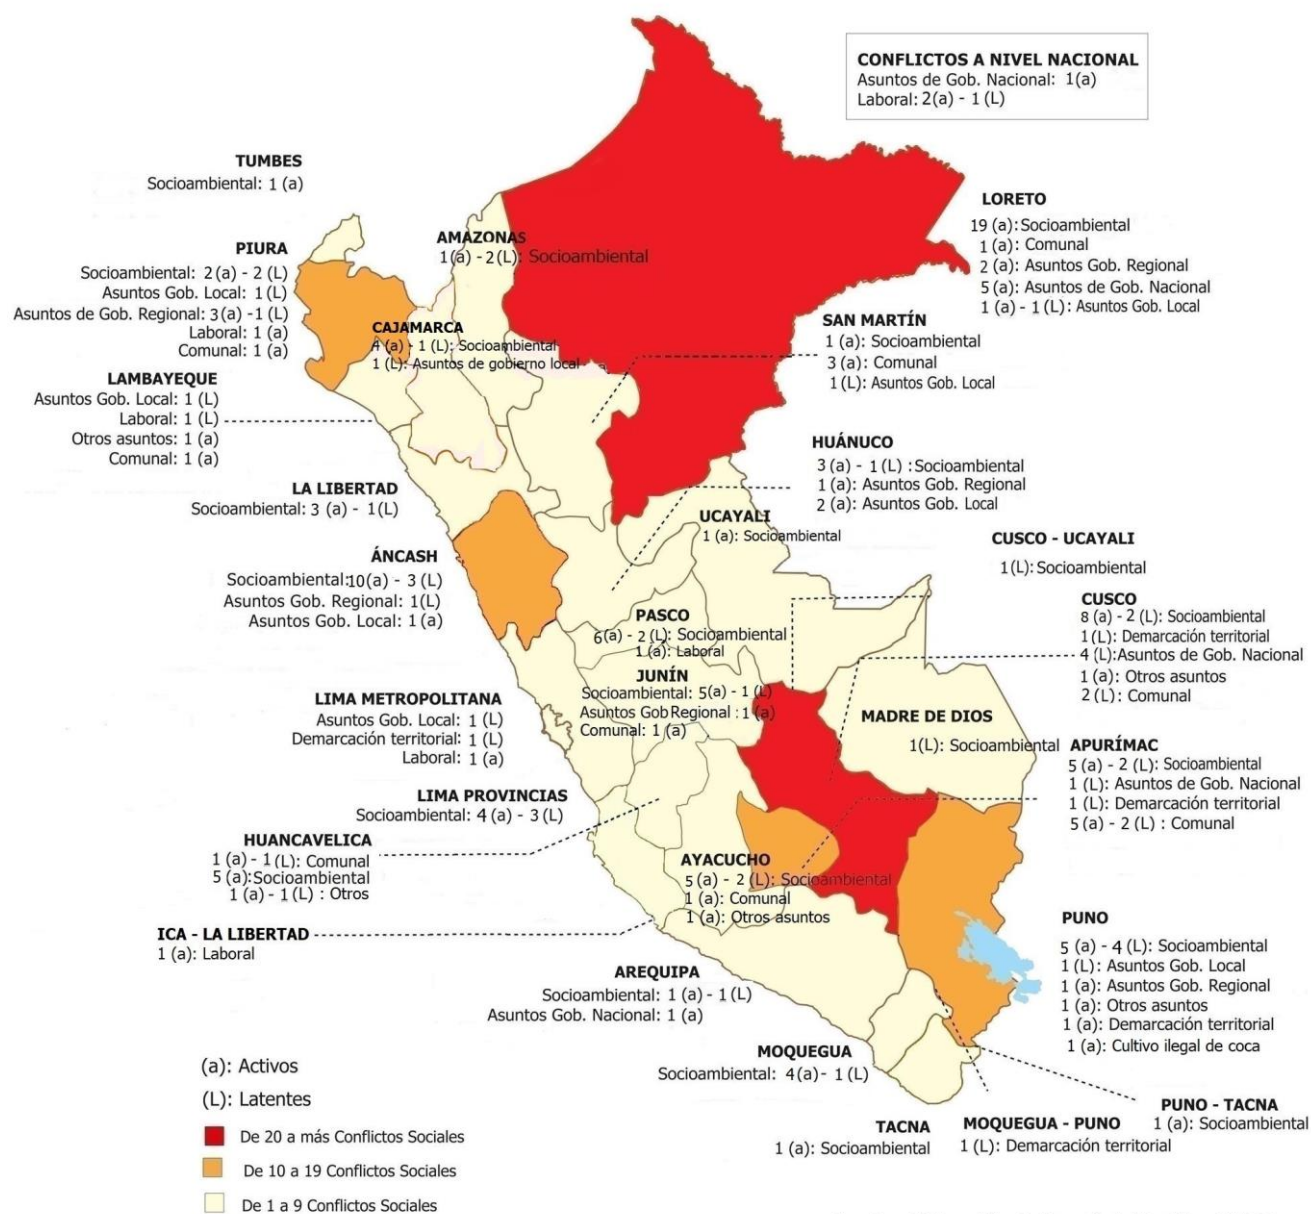 CONFLICTOS A NIVEL NACIONAL
Asuntos de Gob. Nacional: 1(a)
Laboral: 2(a) - 1 (L)
TUMBES
Socioambiental: 1 (a)
PIURA
Socioambiental: 2(a) - 2 (L)
Asuntos Gob. Local: 1 (L)
Asuntos de Gob. Regional: 3(a) -1 (L)
Laboral: 1 (a)
Comunal: 1 (a)
AMAZONAS
1(a) - 2(L): Socioambiental
LORETO
19 (a): Socioambiental
1(a): Comunal
2 (a): Asuntos Gob. Regional
5(a): Asuntos de Gob. Nacional
1 (a) - 1(L): Asuntos Gob. Local
CAJAMARCA
4 (a) - 1 (L): Socioambiental
1(L): Asuntos de gobierno local
SAN MARTÍN
1 (a): Socioambiental
3(a): Comunal
1(L): Asuntos Gob. Local
LAMBAYEQUE
Asuntos Gob. Local: 1 (L)
Laboral: 1 (L)
Otros asuntos: 1 (a)
Comunal: 1 (a)
HUÁNUCO
3 (a) - 1 (L) :Socioambiental
1(a): Asuntos Gob. Regional
2(a): Asuntos Gob. Local
LA LIBERTAD
Socioambiental: 3 (a) - 1(L)
UCAYALI
1 (a): Socioambiental
CUSCO - UCAYALI
1(L): Socioambiental
ÁNCASH
Socioambiental:10(a) - 3 (L)
Asuntos Gob. Regional: 1(L)
Asuntos Gob. Local: 1(a)
CUSCO
8(a) - 2(L): Socioambiental
1(L): Demarcación territorial
4(L):Asuntos de Gob. Nacional
1(a): Otros asuntos
2(L): Comunal
PASCO
6(a) - 2(L): Socioambiental
1(a): Laboral
JUNÍN
Socioambiental: 5(a) - 1(L)
Asuntos Gob Regional : 1(a)
Comunal: 1(a)
LIMA METROPOLITANA
Asuntos Gob. Local: 1 (L)
Demarcación territorial: 1 (L)
Laboral: 1 (a)
MADRE DE DIOS
1(L): Socioambiental
APURÍMAC
5(a) - 2(L): Socioambiental
1(L): Asuntos de Gob. Nacional
1(L): Demarcación territorial
5(a) - 2(L) : Comunal
LIMA PROVINCIAS
Socioambiental: 4(a) - 3(L)
HUANCAVELICA
1(a) - 1(L): Comunal
5(a):Socioambiental
1(a) - 1(L) : Otros
AYACUCHO
5(a) - 2(L): Socioambiental
1(a): Comunal
1(a): Otros asuntos
ICA - LA LIBERTAD
1 (a): Laboral
PUNO
5(a) - 4(L): Socioambiental
1(L): Asuntos Gob. Local
1(a): Asuntos Gob. Regional
1(a): Otros asuntos
1(a): Demarcación territorial
1(a): Cultivo ilegal de coca
AREQUIPA
Socioambiental: 1 (a) - 1(L)
Asuntos Gob. Nacional: 1 (a)
MOQUEGUA
Socioambiental: 4(a) - 1(L)
TACNA
1 (a): Socioambiental
MOQUEGUA - PUNO
1(L): Demarcación territorial
PUNO - TACNA
1(a): Socioambiental
(a): Activos
(L): Latentes
De 20 a más Conflictos Sociales
De 10 a 19 Conflictos Sociales
De 1 a 9 Conflictos Sociales